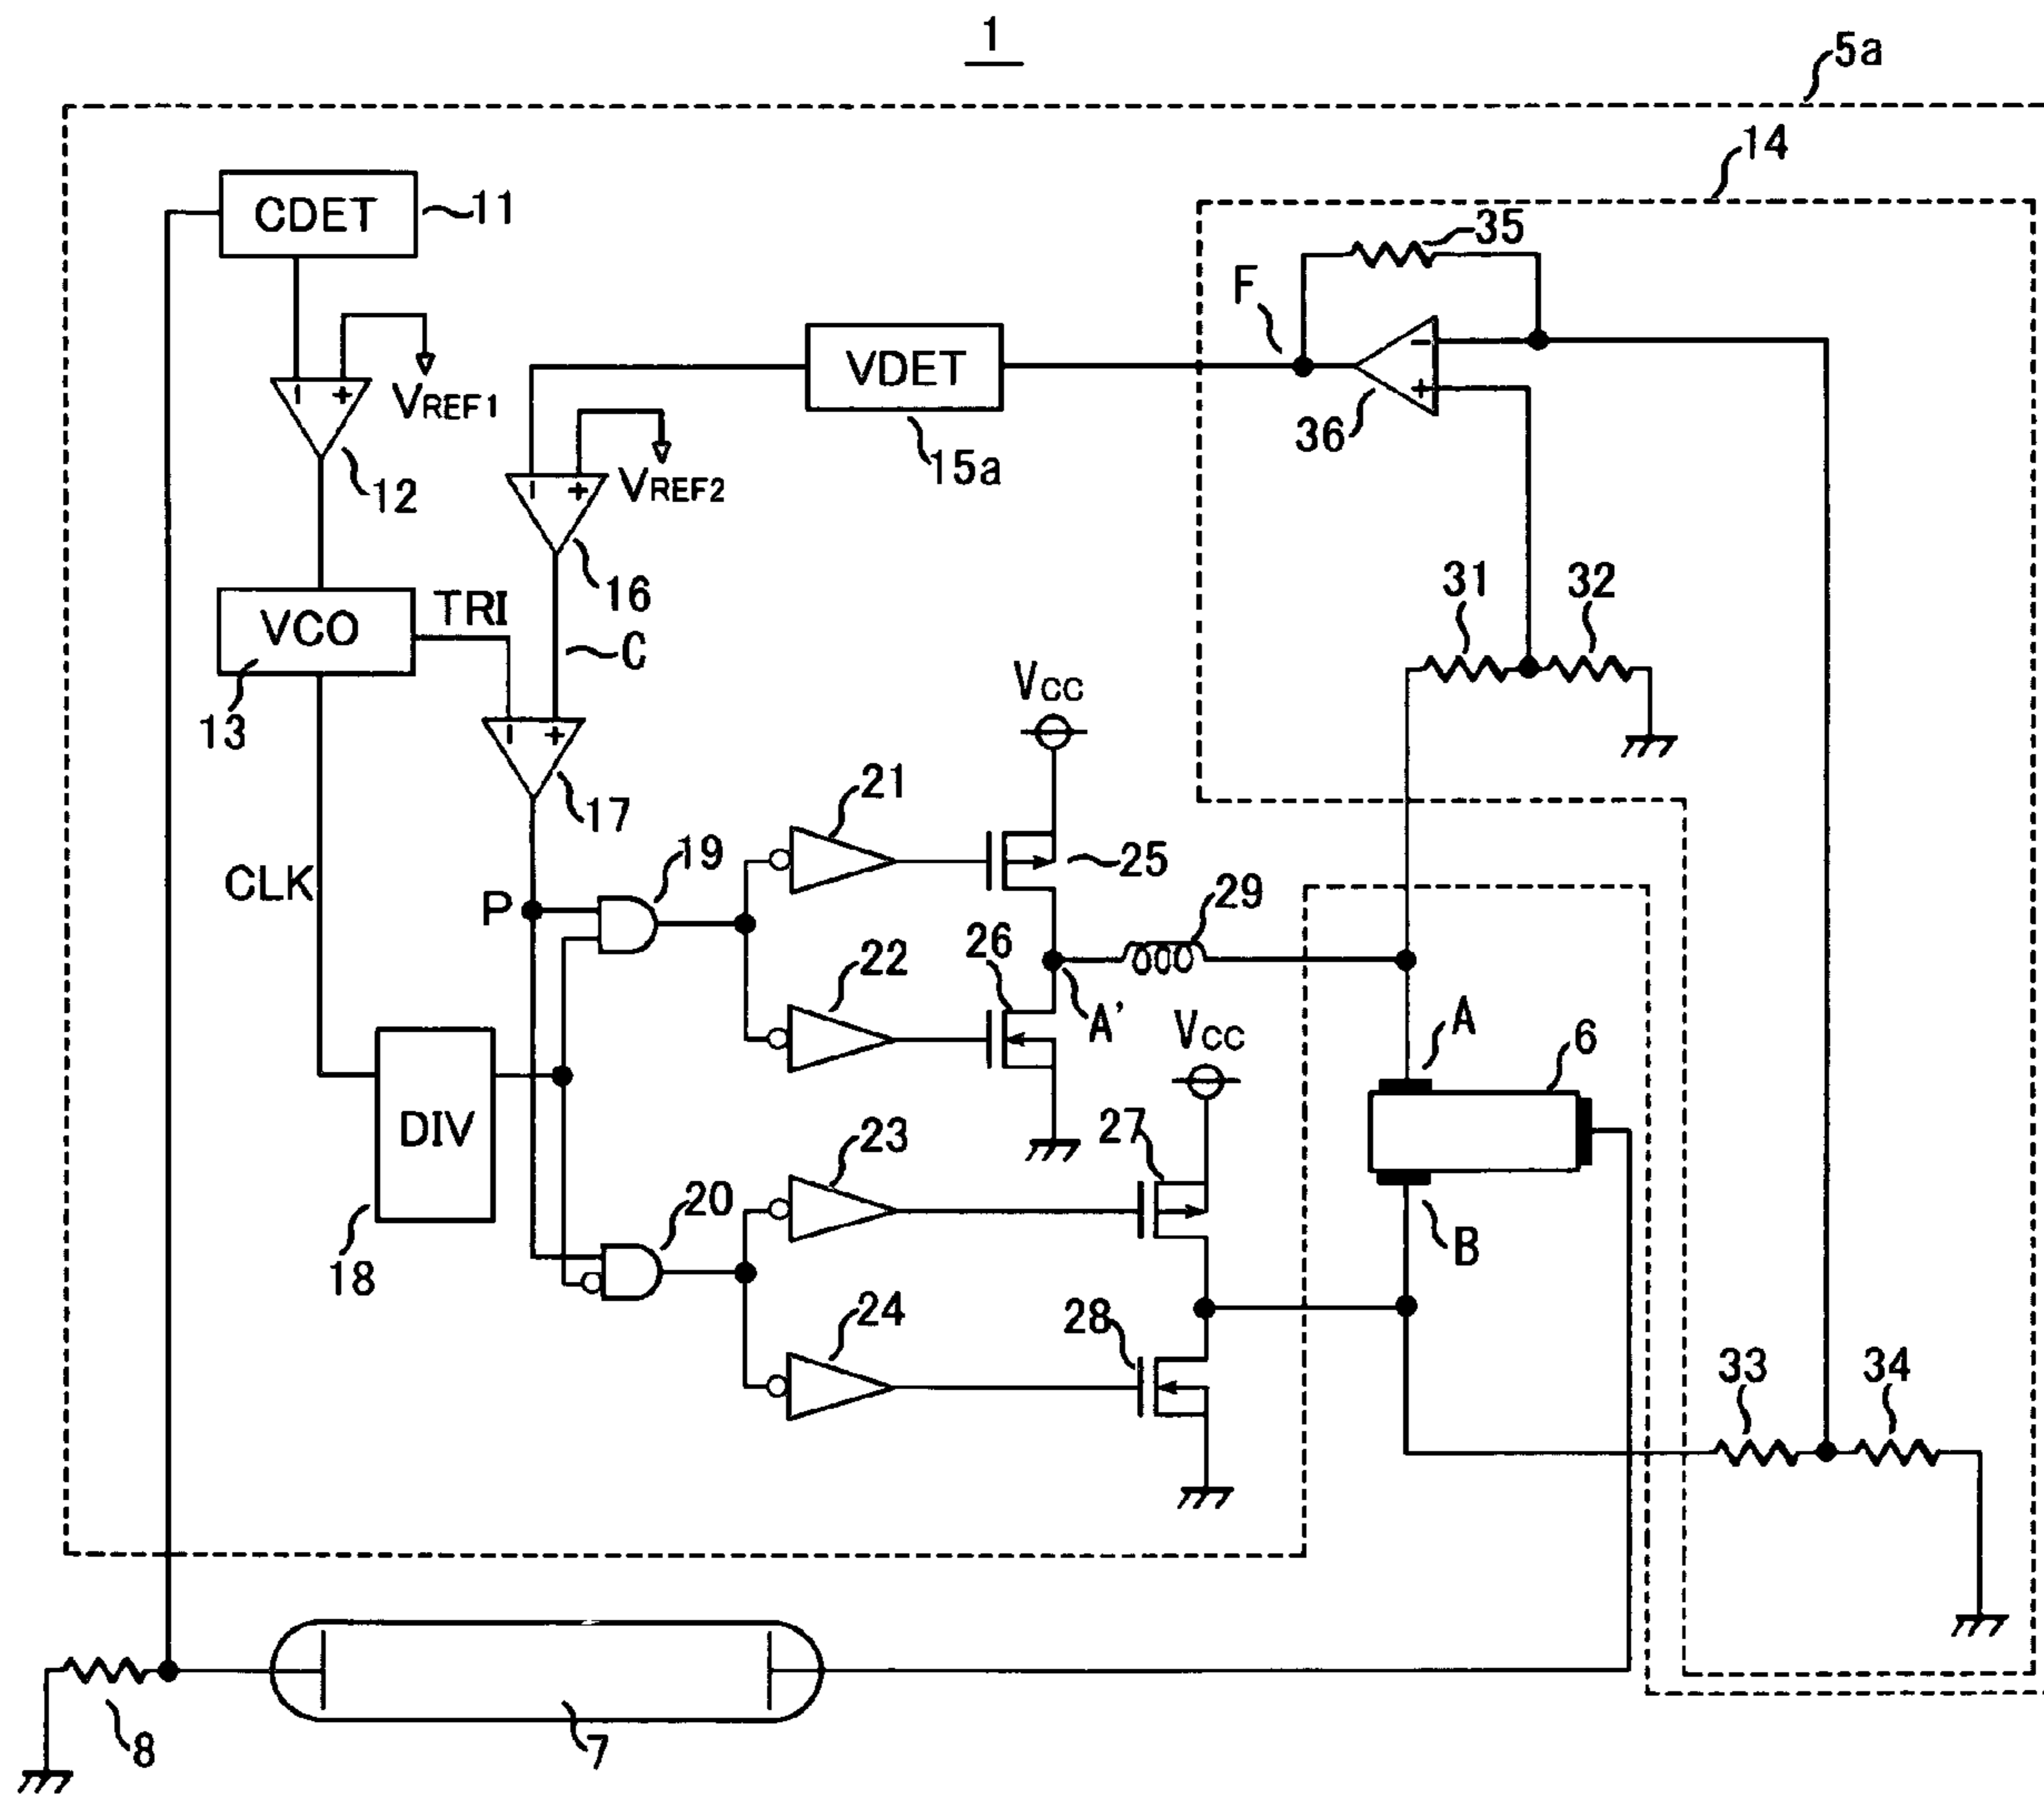 1
5a
14
CDET
11
35
F
VDET
15a
-
+
36
-
+
VREF1
12
-
+
VREF2
16
31
32
VCO
TRI
C
13
VCC
-
+
17
21
19
25
CLK
P
29
26
22
A'
VCC
A
6
DIV
27
23
20
B
18
24
28
33
34
8
7